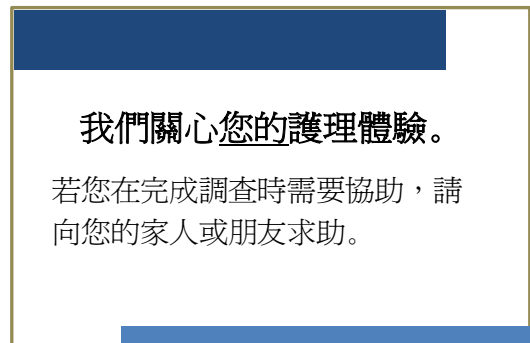 我們關心您的護理體驗。
若您在完成調查時需要協助，請
向您的家人或朋友求助。